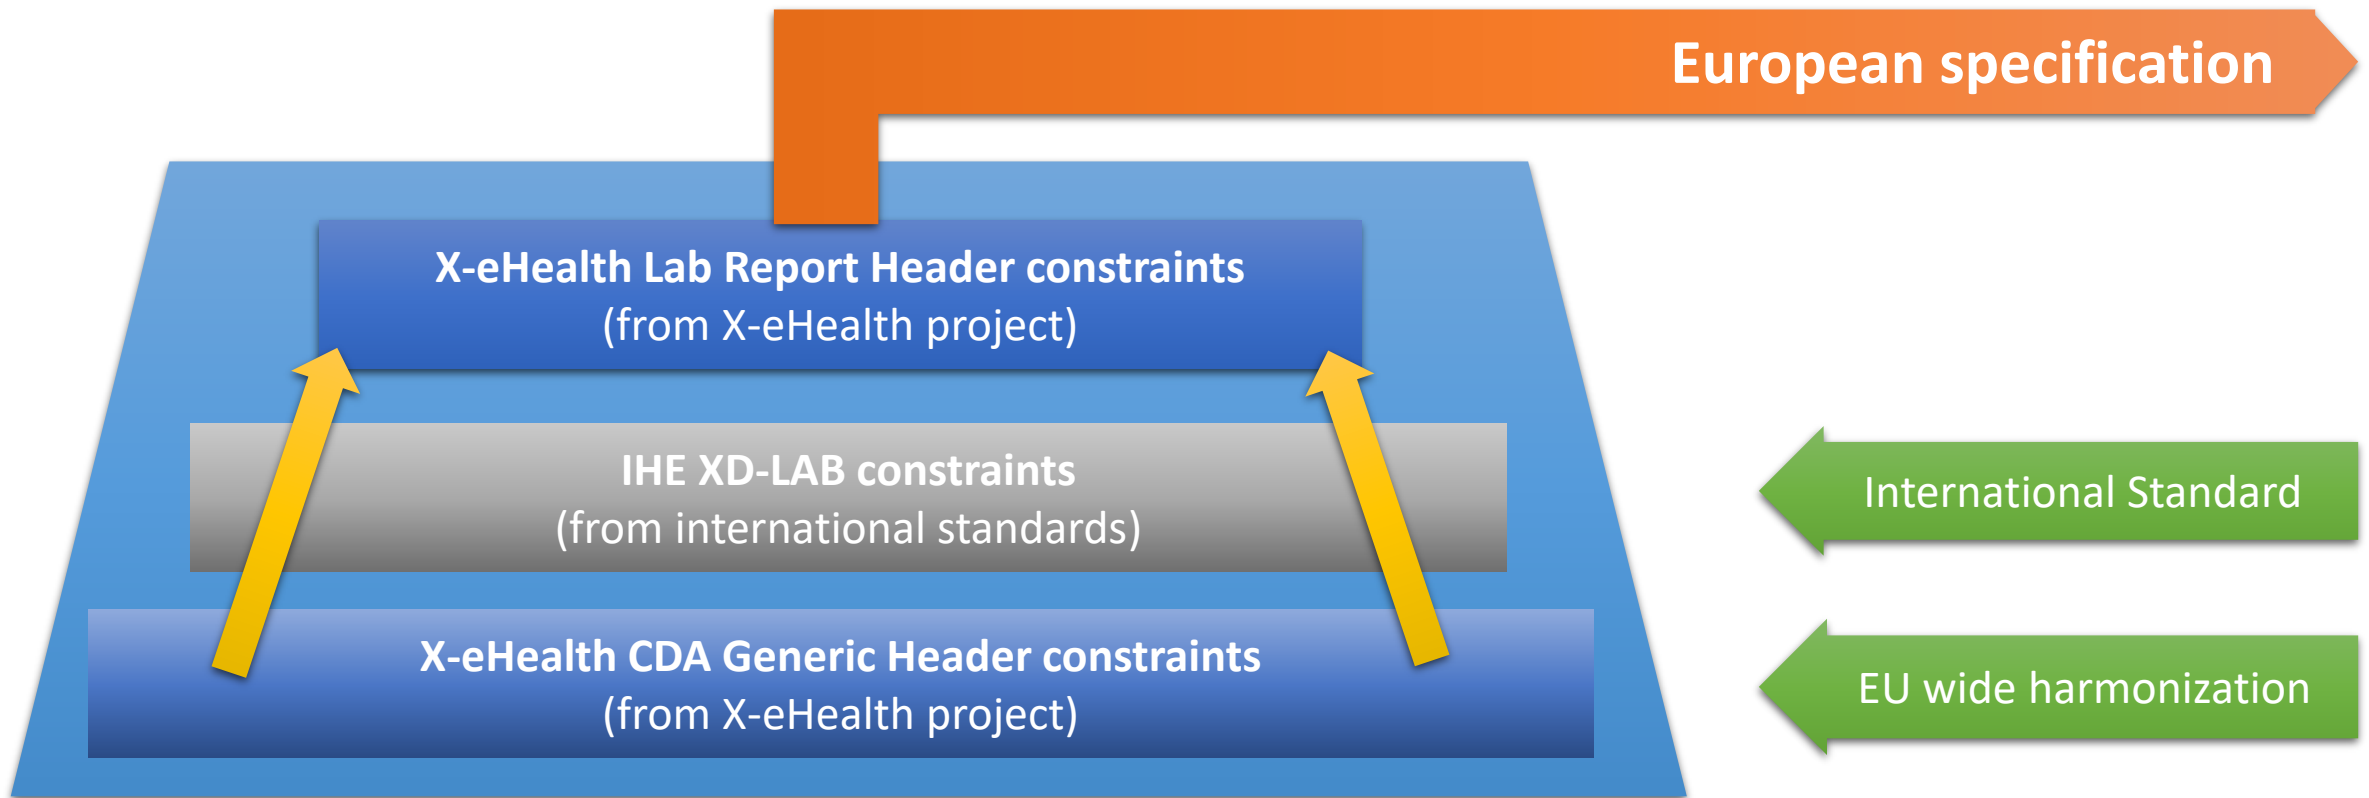 European specification
X-eHealth Lab Report Header constraints
(from X-eHealth project)
IHE XD-LAB constraints
(from international standards)
International Standard
X-eHealth CDA Generic Header constraints
(from X-eHealth project)
EU wide harmonization